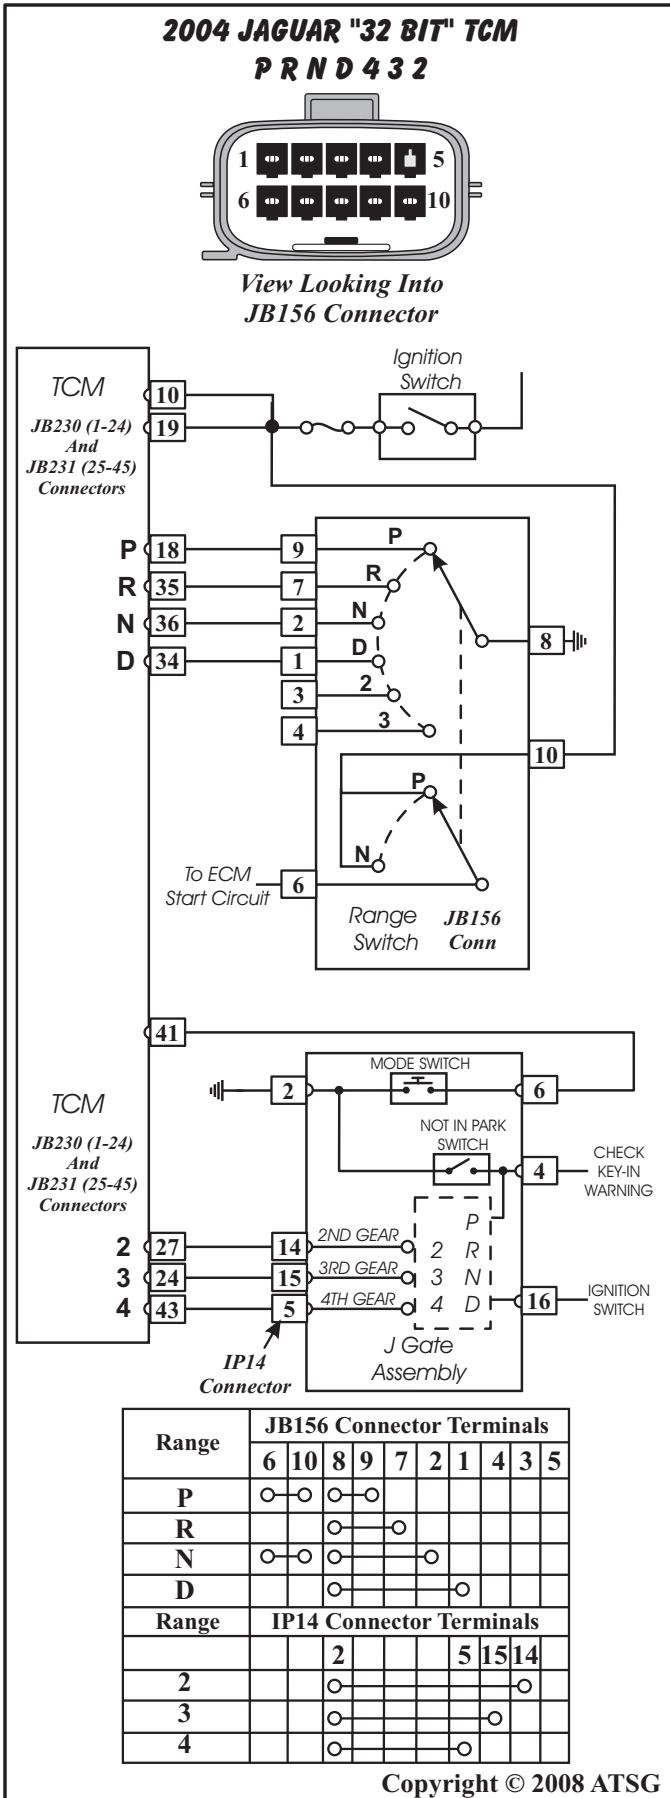 2004 JAGUAR "32 BIT" TCM
P R N D 4 3 2
1
5
6
10
View Looking Into
JB156 Connector
TCM
JB230 (1-24)
And
JB231 (25-45)
Connectors
10
19
Ignition
Switch
P 18 9 P
R 35 7 R
N 36 2 N
D 34 1 D
3 2
4 3
8
10
P
N
To ECM
Start Circuit
6
Range
Switch
JB156
Conn
41
TCM
JB230 (1-24)
And
JB231 (25-45)
Connectors
2
MODE SWITCH
6
NOT IN PARK
SWITCH
4
CHECK
KEY-IN
WARNING
P
2 27 14 2ND GEAR 2 R
3 24 15 3RD GEAR 3 N
4 43 5 4TH GEAR 4 D
16
IGNITION
SWITCH
IP14
Connector
J Gate
Assembly
Range JB156 Connector Terminals
6 10 8 9 7 2 1 4 3 5
P
R
N
D
Range IP14 Connector Terminals
2 5 15 14
2
3
4
Copyright © 2008 ATSG